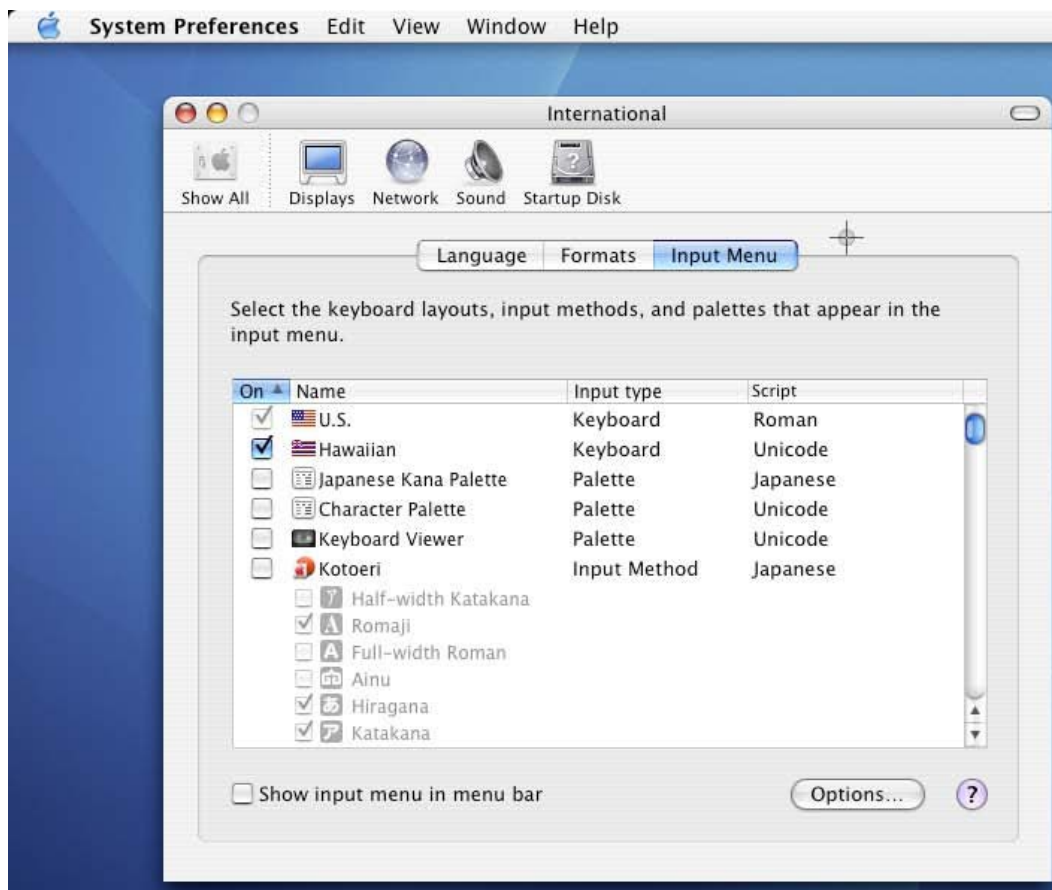 System Preferences Edit View Window Help
International
Show All Displays Network Sound Startup Disk
Language Formats Input Menu
Select the keyboard layouts, input methods, and palettes that appear in the
input menu.
On Name Input type Script
U.S. Keyboard Roman
Hawaiian Keyboard Unicode
Japanese Kana Palette Palette Japanese
Character Palette Palette Unicode
Keyboard Viewer Palette Unicode
Kotoeri Input Method Japanese
ア Half-width Katakana
A Romaji
A Full-width Roman
Ainu
あ Hiragana
ア Katakana
Show input menu in menu bar Options... ?